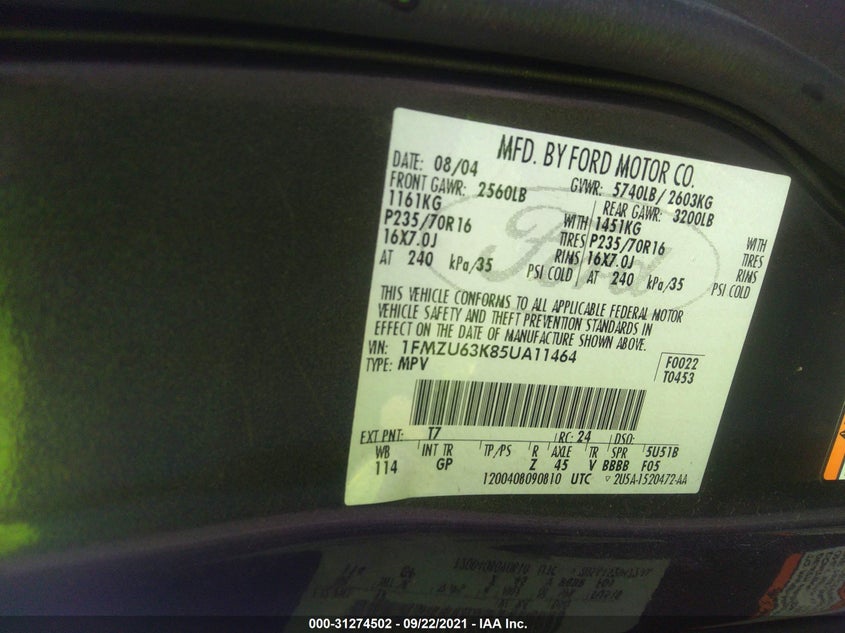 MFD. BY FORD MOTOR CO.
DATE: 08/04 GVWR: 5740LB / 2603KG
FRONT GAWR: 2560LB REAR GAWR: 3200LB
1161KG WITH 1451KG WITH
P235/70R16 TIRES P235/70R16 TIRES
16X7.0J RIMS 16X7.0J RIMS
AT 240 kPa/35 PSI COLD AT 240 kPa/35 PSI COLD
Ford
THIS VEHICLE CONFORMS TO ALL APPLICABLE FEDERAL MOTOR
VEHICLE SAFETY AND THEFT PREVENTION STANDARDS IN
EFFECT ON THE DATE OF MANUFACTURE SHOWN ABOVE.
VIN: 1FMZU63K85UA11464 F0022
TYPE: MPV T0453
EXT PNT: T7 RC: 24 DSO:
WB INT TR TP/PS R AXLE TR SPR 5U51B
114 GP Z 45 V BBBB F05
1200408090810 UTC 2U5A-1520472-AA
000-31274502 - 09/22/2021 - IAA Inc.